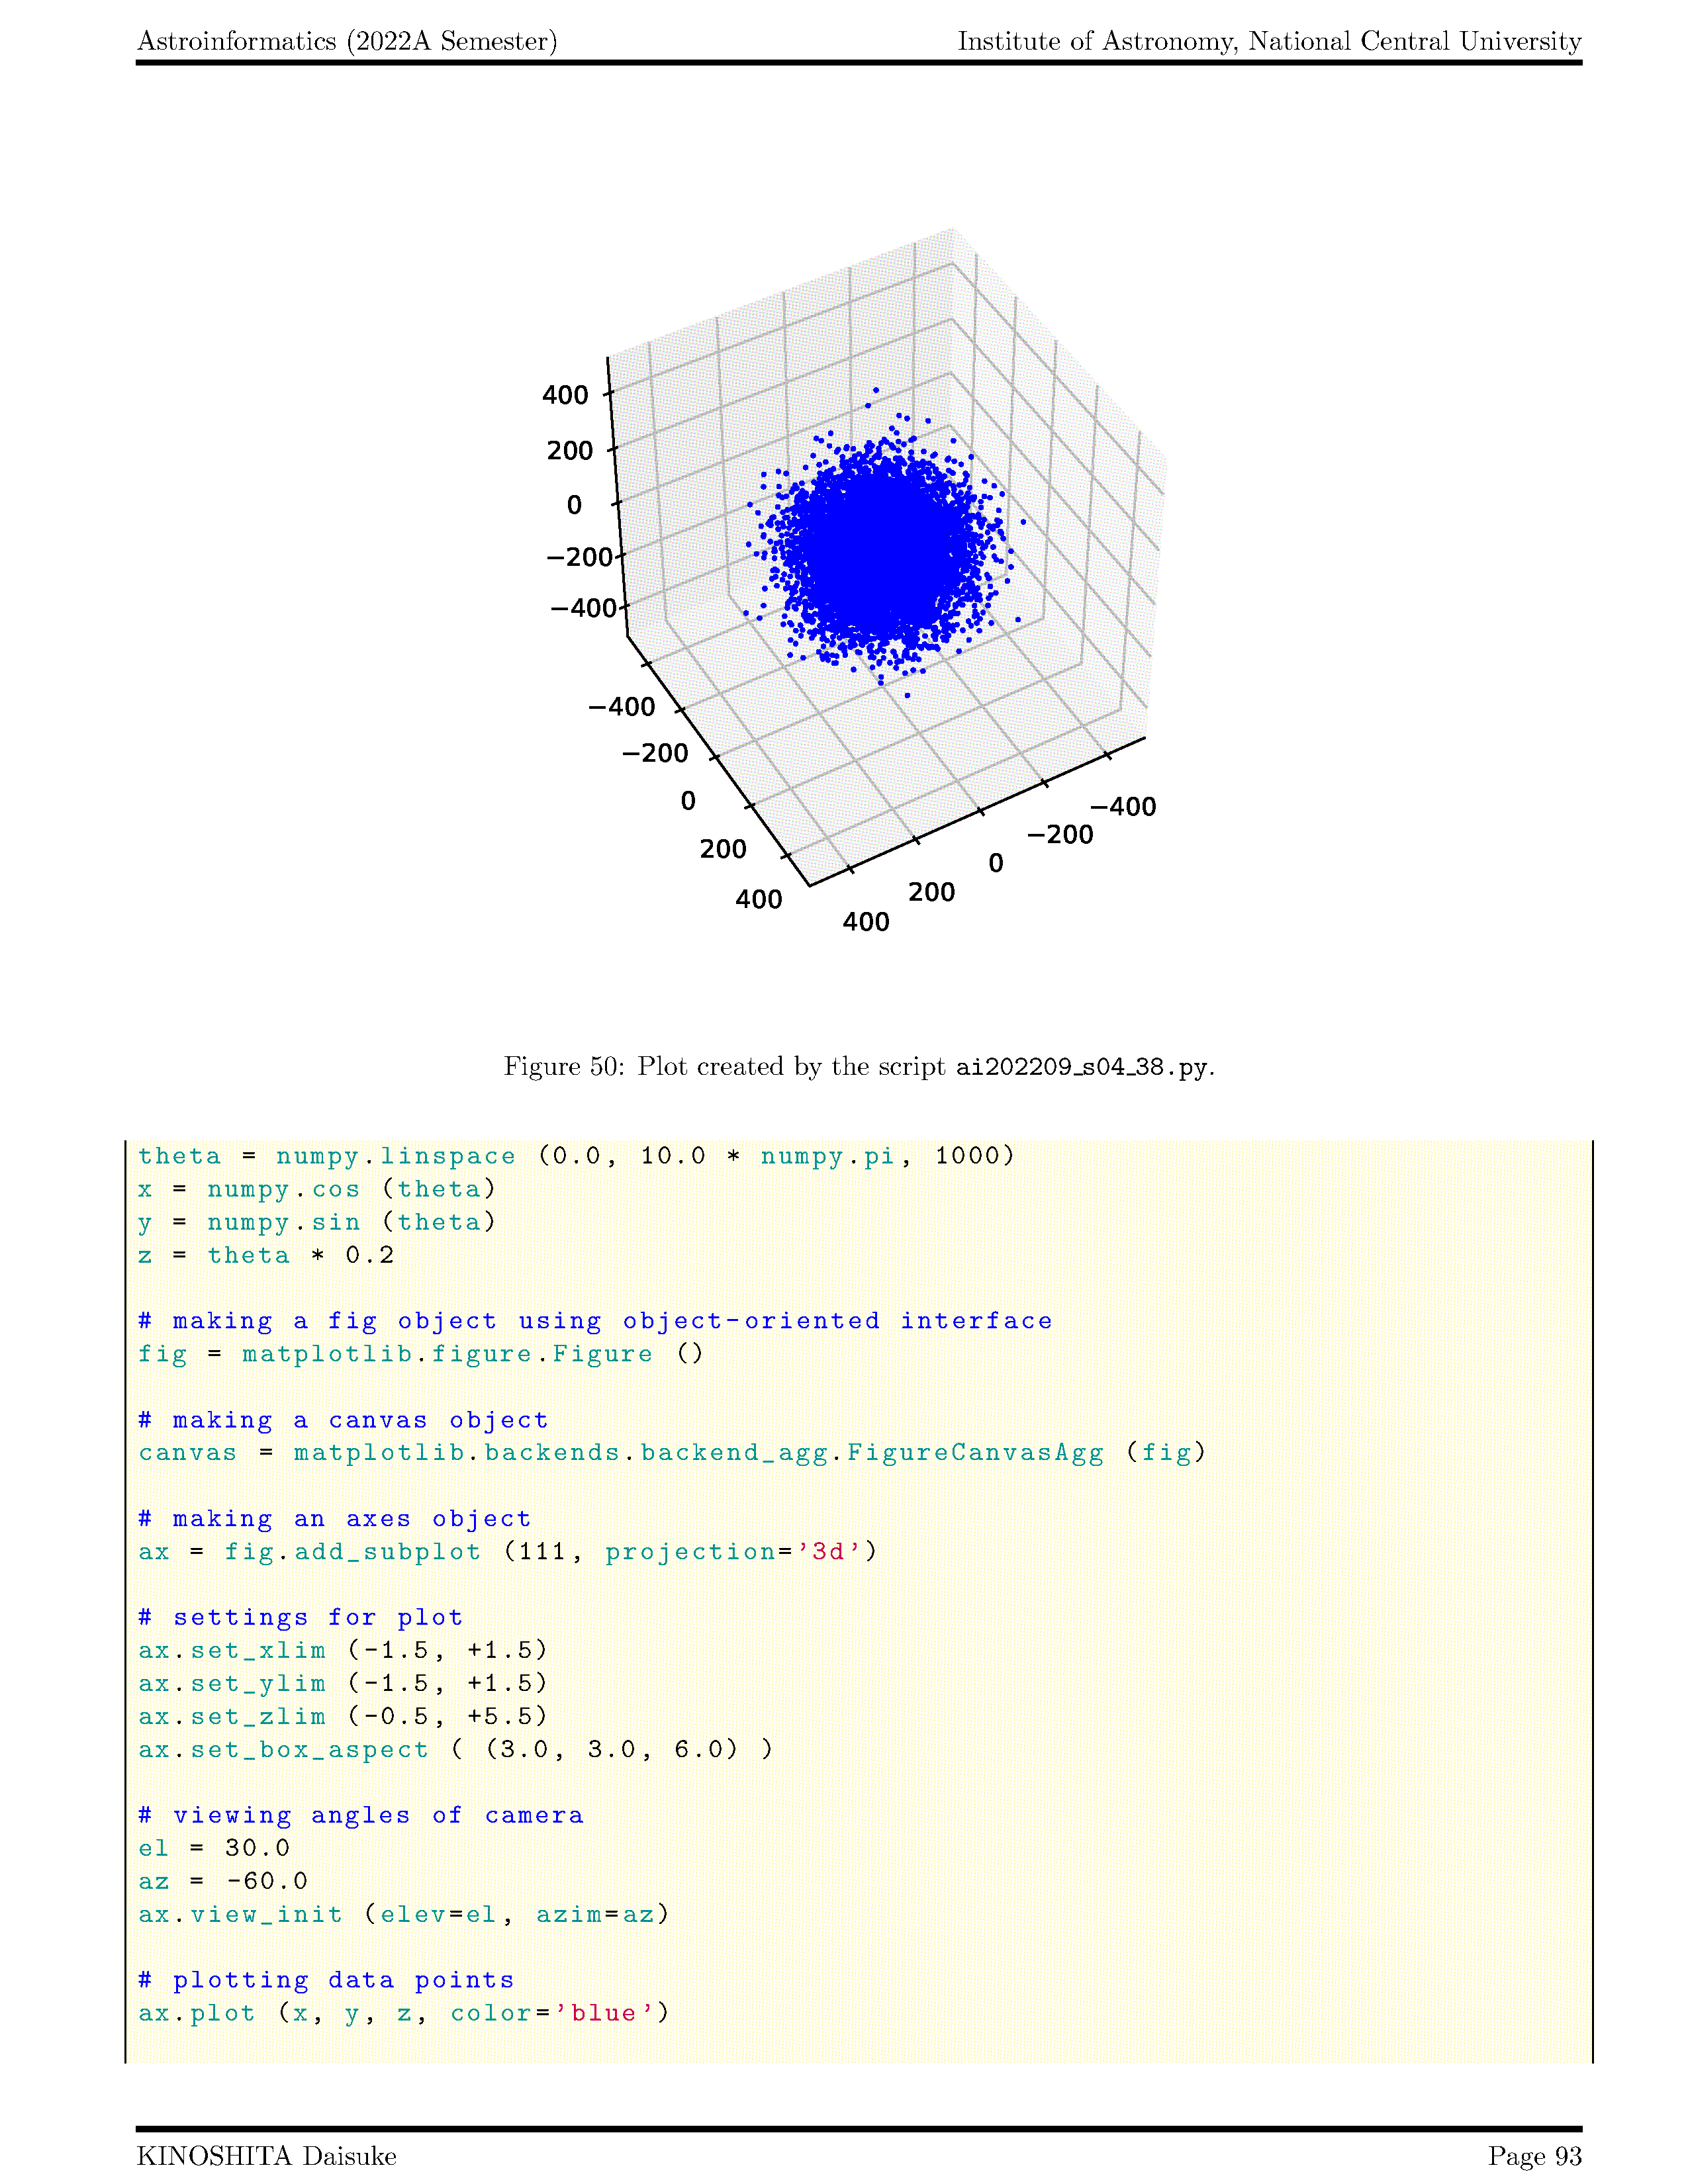 Astroinformatics (2022A Semester) Institute of Astronomy, National Central University
400
200
0
−200
−400
−400
−200
0
200
400
−400
−200
0
200
400
Figure 50: Plot created by the script ai202209_s04_38.py.
theta = numpy.linspace (0.0, 10.0 * numpy.pi, 1000)
x = numpy.cos (theta)
y = numpy.sin (theta)
z = theta * 0.2
# making a fig object using object-oriented interface
fig = matplotlib.figure.Figure ()
# making a canvas object
canvas = matplotlib.backends.backend_agg.FigureCanvasAgg (fig)
# making an axes object
ax = fig.add_subplot (111, projection='3d')
# settings for plot
ax.set_xlim (-1.5, +1.5)
ax.set_ylim (-1.5, +1.5)
ax.set_zlim (-0.5, +5.5)
ax.set_box_aspect ( (3.0, 3.0, 6.0) )
# viewing angles of camera
el = 30.0
az = -60.0
ax.view_init (elev=el, azim=az)
# plotting data points
ax.plot (x, y, z, color='blue')
KINOSHITA Daisuke Page 93